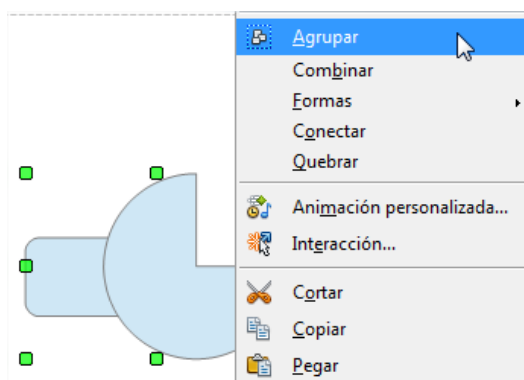 Agrupar
Combinar
Formas
Conectar
Quebrar
Animación personalizada...
Interacción...
Cortar
Copiar
Pegar